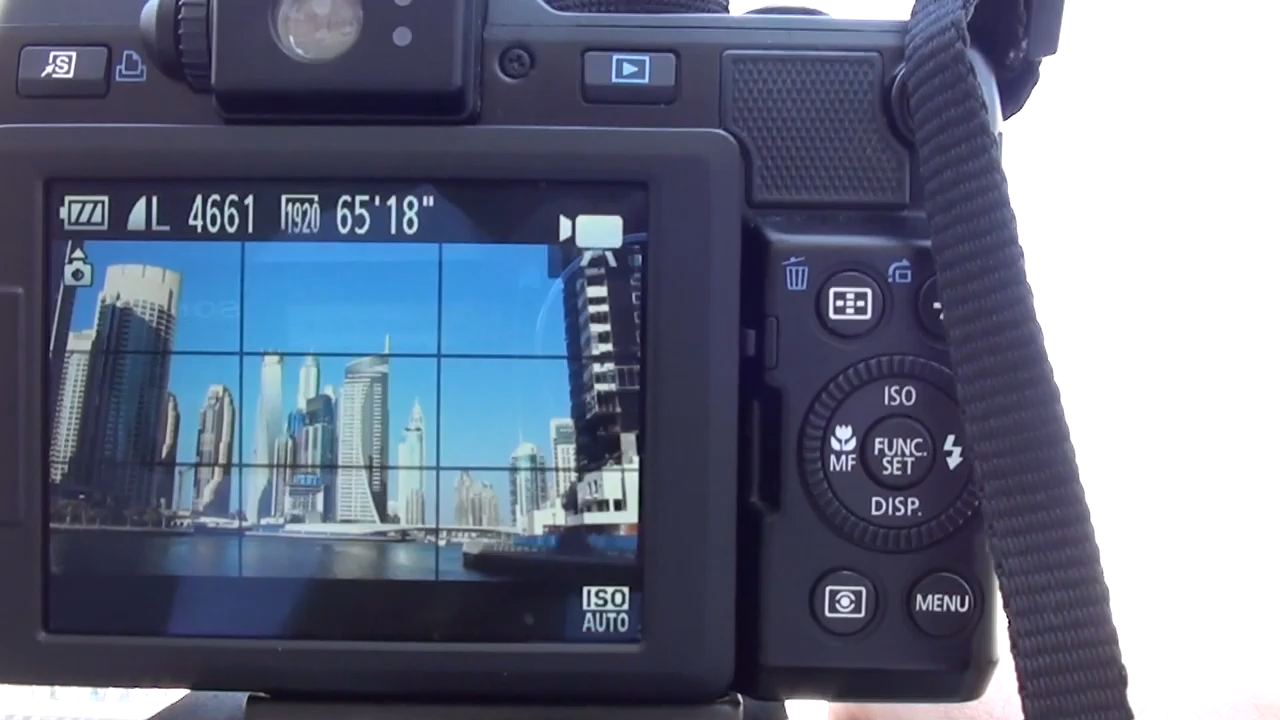 S
L 4661 1920 65'18"
ISO
MF
FUNC.
SET
DISP.
ISO
AUTO
MENU